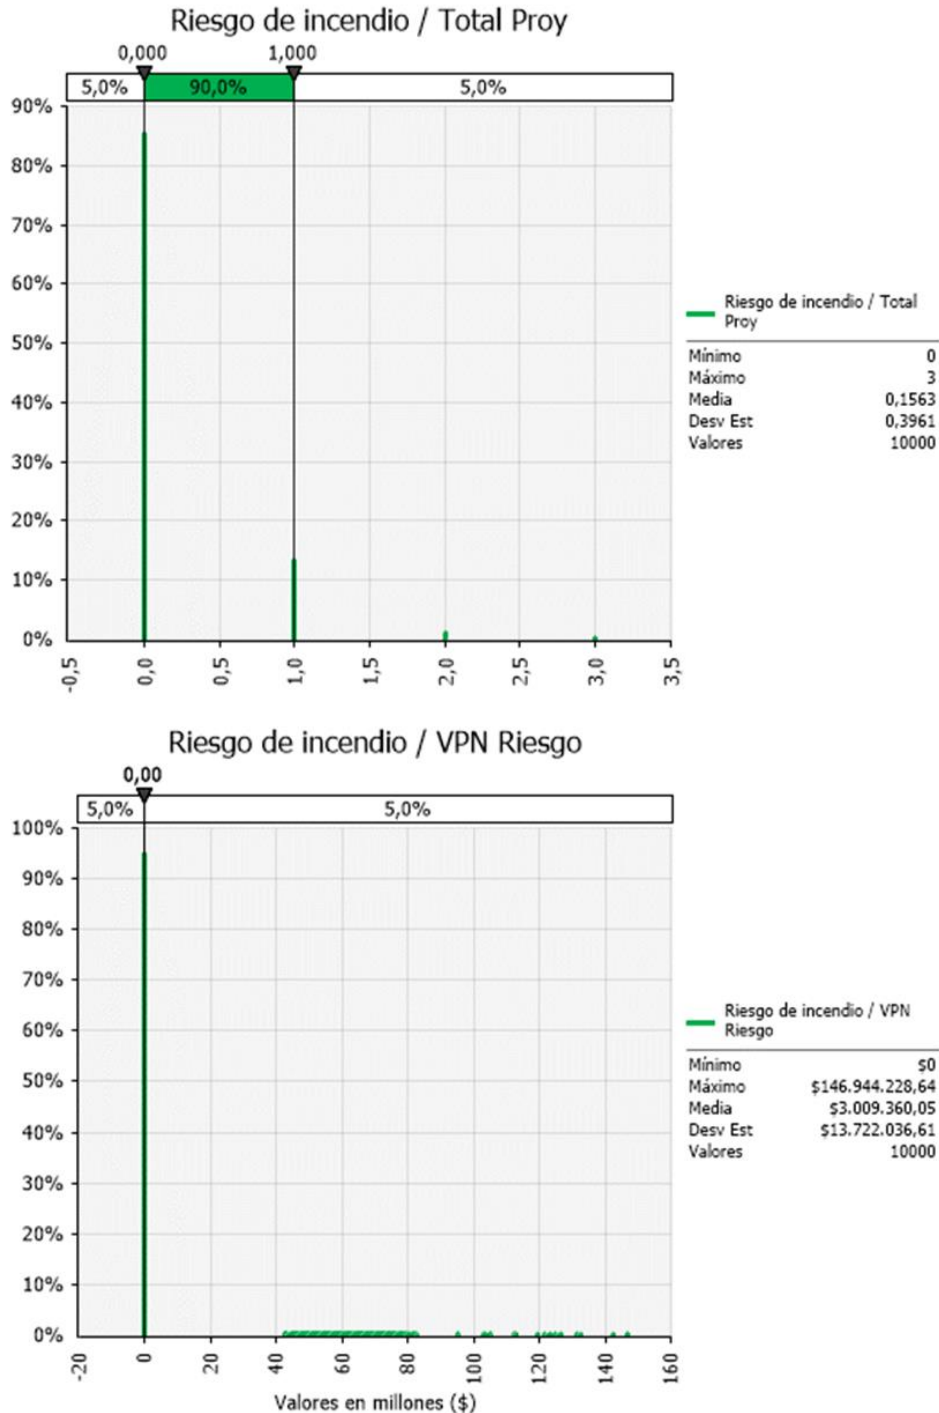 Riesgo de incendio / Total Proy
0,000 1,000
5,0% 90,0% 5,0%
90%
80%
70%
60%
50%
40%
30%
20%
10%
0%
-0,5 0,0 0,5 1,0 1,5 2,0 2,5 3,0 3,5
Riesgo de incendio / Total
Proy
Mínimo 0
Máximo 3
Media 0,1563
Desv Est 0,3961
Valores 10000
Riesgo de incendio / VPN Riesgo
0,00
5,0% 5,0%
100%
90%
80%
70%
60%
50%
40%
30%
20%
10%
0%
-20 0 20 40 60 80 100 120 140 160
Valores en millones ($)
Riesgo de incendio / VPN
Riesgo
Mínimo $0
Máximo $146.944.228,64
Media $3.009.360,05
Desv Est $13.722.036,61
Valores 10000